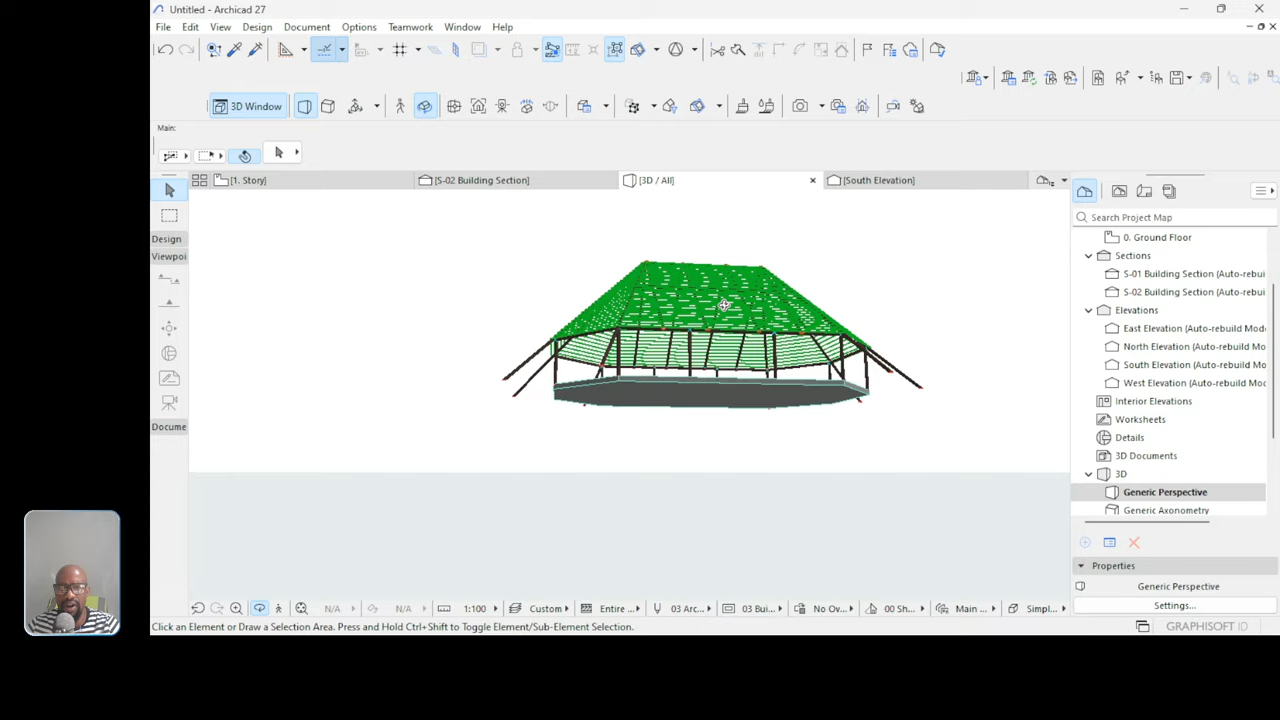 Untitled - Archicad 27
File Edit View Design Document Options Teamwork Window Help
3D Window
Main:
[1. Story] [S-02 Building Section] [3D / All] [South Elevation]
Search Project Map
Design
Viewpoi
Docume
0. Ground Floor
Sections
S-01 Building Section (Auto-rebui
S-02 Building Section (Auto-rebui
Elevations
East Elevation (Auto-rebuild Mod
North Elevation (Auto-rebuild Mo
South Elevation (Auto-rebuild Mo
West Elevation (Auto-rebuild Mod
Interior Elevations
Worksheets
Details
3D Documents
3D
Generic Perspective
Generic Axonometry
Properties
Generic Perspective
Settings...
N/A N/A 1:100 Custom Entire ... 03 Arc... 03 Bui... No Ov... 00 Sh... Main ... Simpl...
Click an Element or Draw a Selection Area. Press and Hold Ctrl+Shift to Toggle Element/Sub-Element Selection.
GRAPHISOFT ID